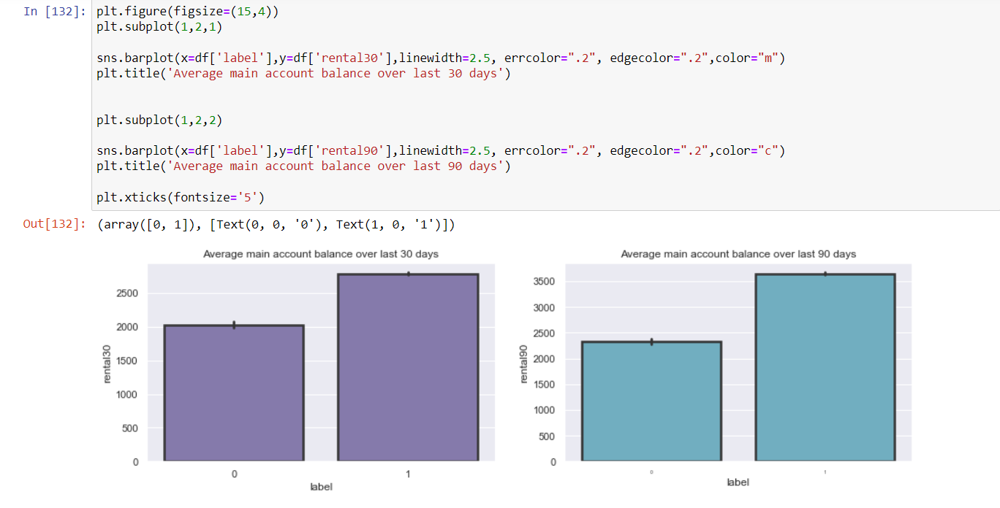 In [132]: plt.figure(figsize=(15,4))
plt.subplot(1,2,1)
sns.barplot(x=df['label'],y=df['rental30'],linewidth=2.5, errcolor=".2", edgecolor=".2",color="m")
plt.title('Average main account balance over last 30 days')
plt.subplot(1,2,2)
sns.barplot(x=df['label'],y=df['rental90'],linewidth=2.5, errcolor=".2", edgecolor=".2",color="c")
plt.title('Average main account balance over last 90 days')
plt.xticks(fontsize='5')
Out[132]: (array([0, 1]), [Text(0, 0, '0'), Text(1, 0, '1')])
Average main account balance over last 30 days
2500
2000
1500
1000
500
0
rental30
0 1
label
Average main account balance over last 90 days
3500
3000
2500
2000
1500
1000
500
0
rental90
0 1
label